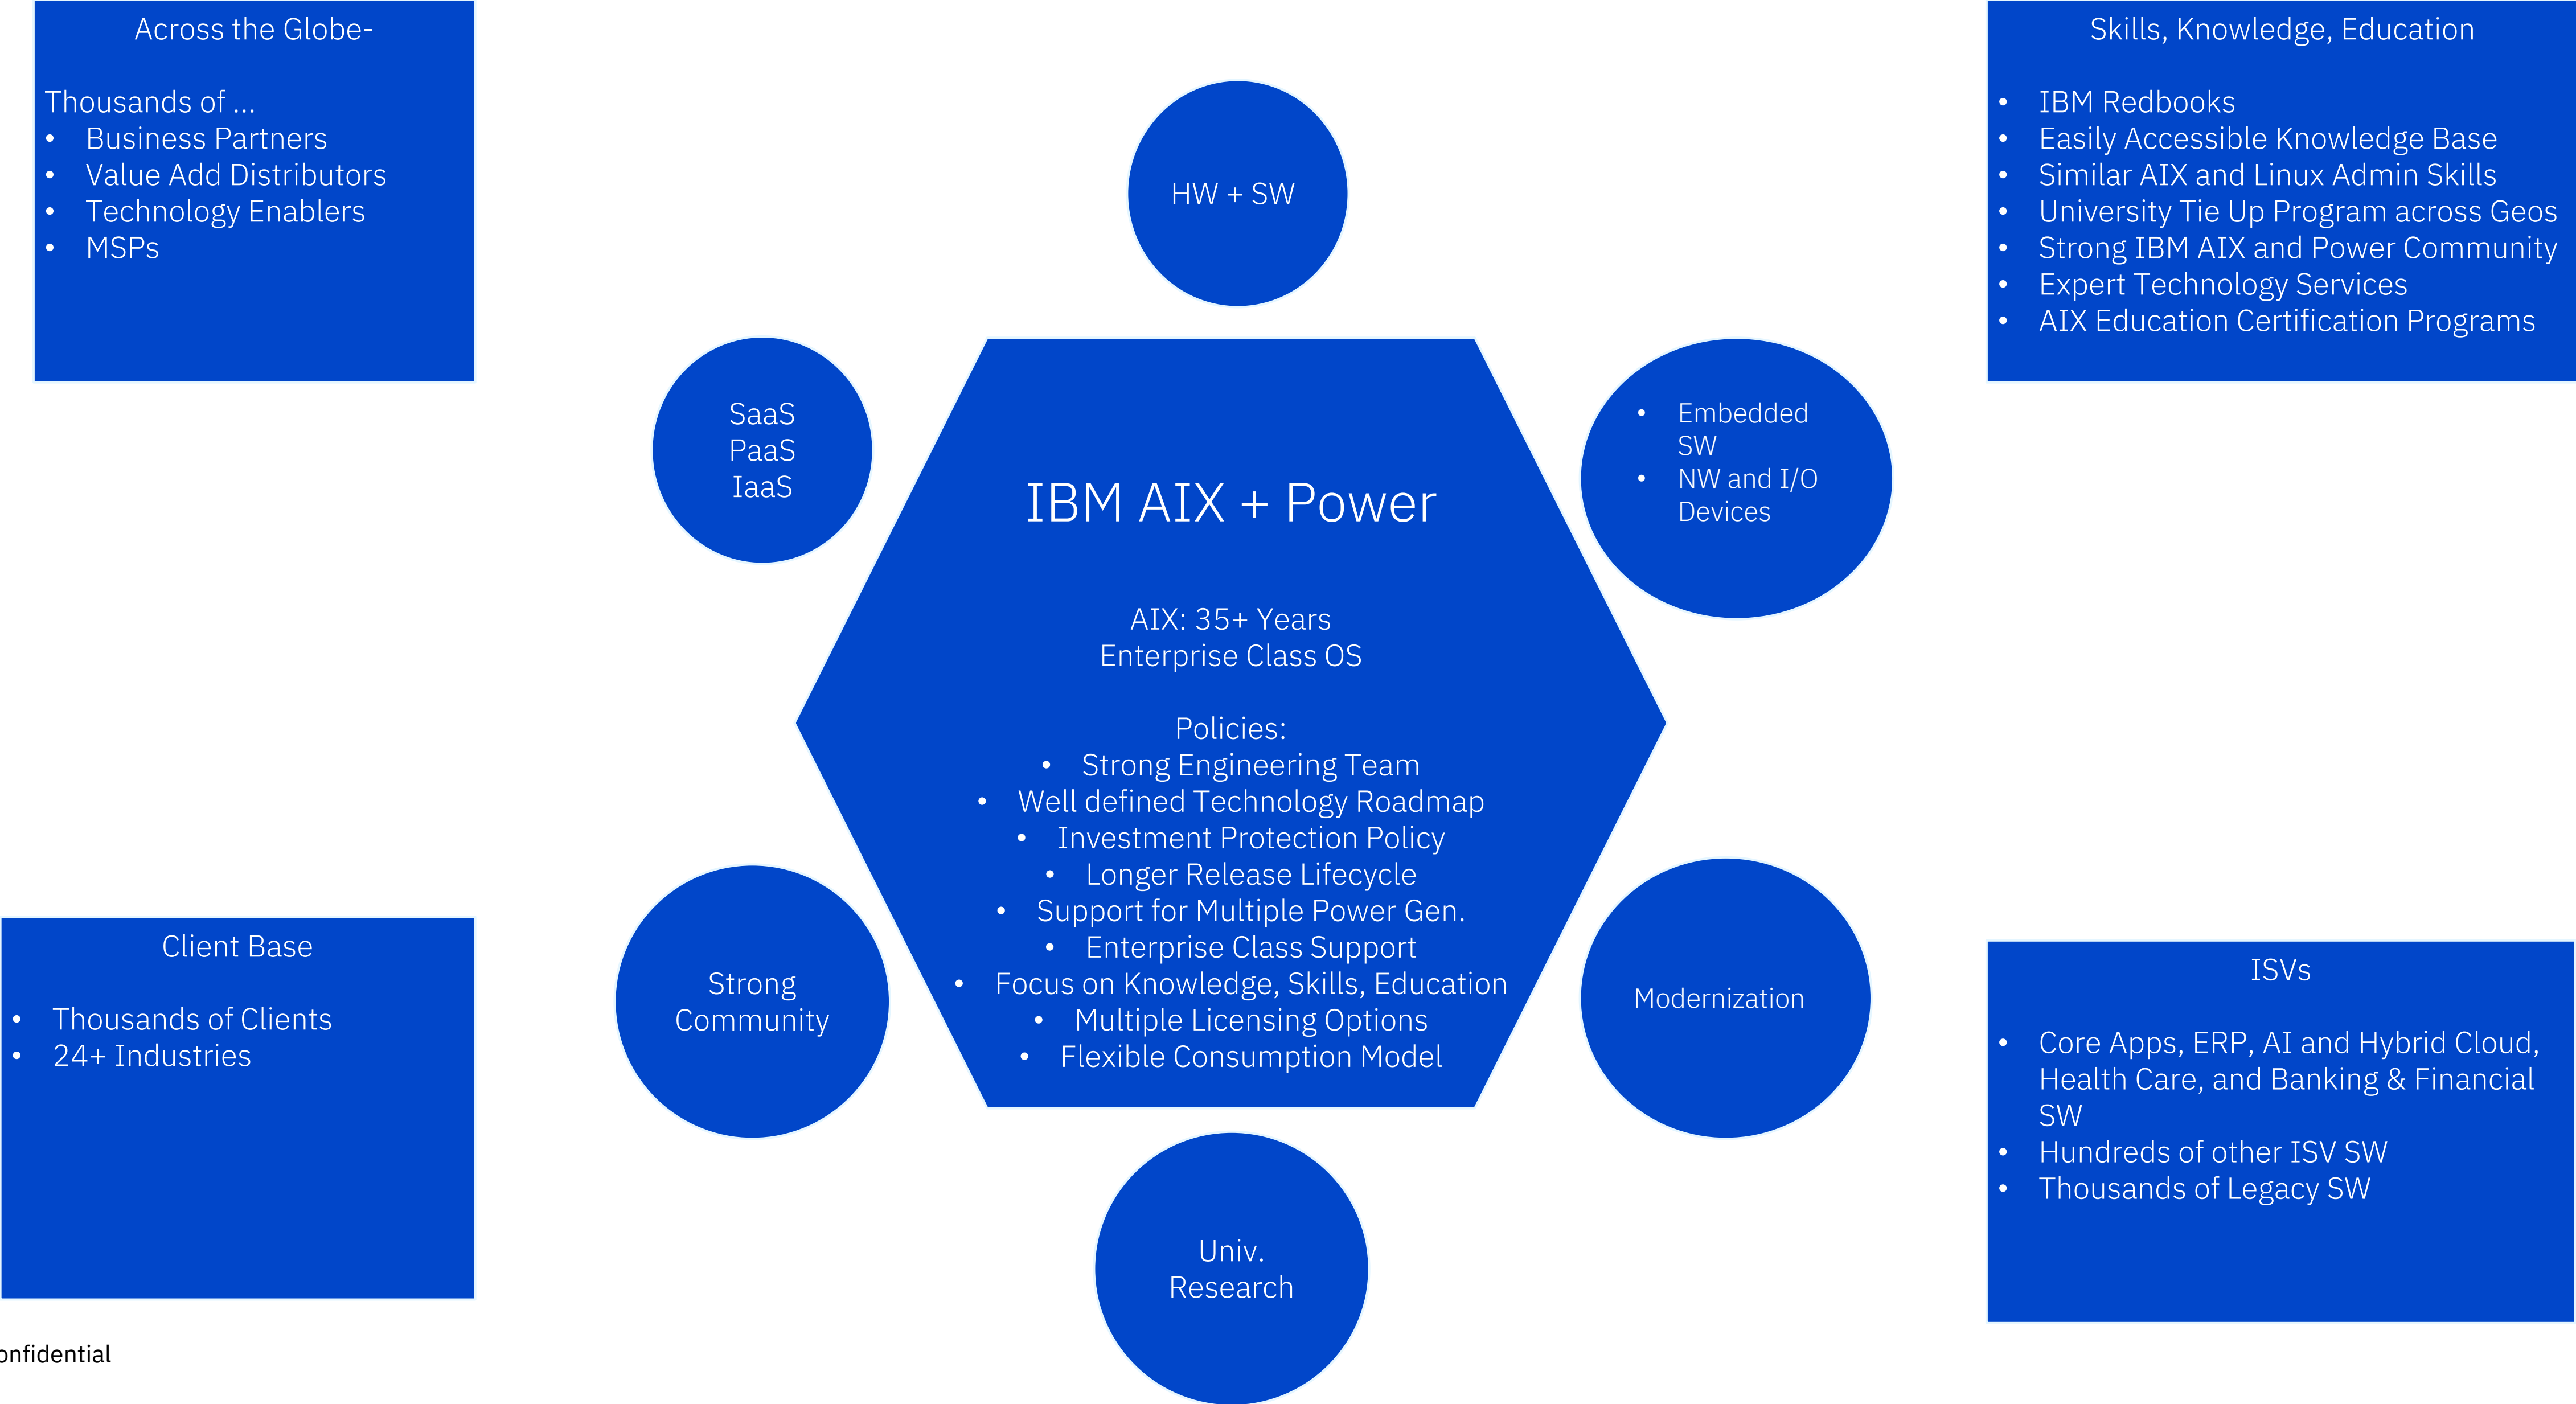 Across the Globe-
Thousands of ...
• Business Partners
• Value Add Distributors
• Technology Enablers
• MSPs
HW + SW
Skills, Knowledge, Education
• IBM Redbooks
• Easily Accessible Knowledge Base
• Similar AIX and Linux Admin Skills
• University Tie Up Program across Geos
• Strong IBM AIX and Power Community
• Expert Technology Services
• AIX Education Certification Programs
SaaS
PaaS
IaaS
• Embedded
SW
• NW and I/O
Devices
IBM AIX + Power
AIX: 35+ Years
Enterprise Class OS
Policies:
• Strong Engineering Team
• Well defined Technology Roadmap
• Investment Protection Policy
• Longer Release Lifecycle
• Support for Multiple Power Gen.
• Enterprise Class Support
• Focus on Knowledge, Skills, Education
• Multiple Licensing Options
• Flexible Consumption Model
Client Base
• Thousands of Clients
• 24+ Industries
Strong
Community
Modernization
ISVs
• Core Apps, ERP, AI and Hybrid Cloud,
Health Care, and Banking & Financial
SW
• Hundreds of other ISV SW
• Thousands of Legacy SW
Univ.
Research
onfidential